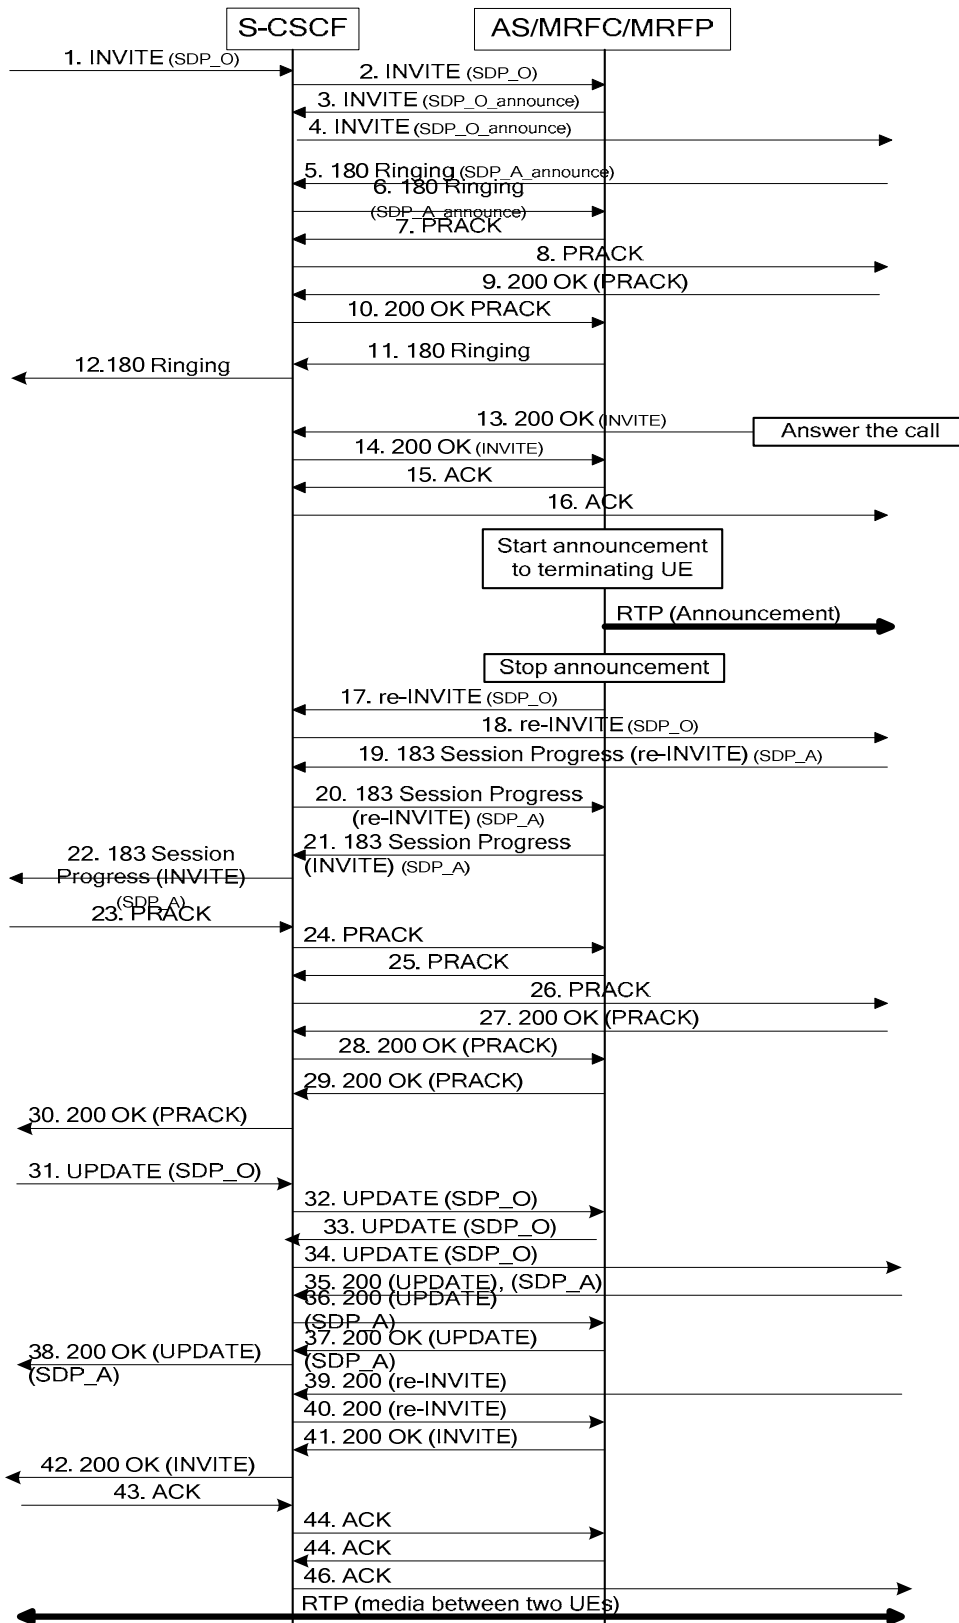 S-CSCF
AS/MRFC/MRFP
1. INVITE (SDP_O)
2. INVITE (SDP_O)
3. INVITE (SDP_O_announce)
4. INVITE (SDP_O_announce)
5. 180 Ringing (SDP_A_announce)
6. 180 Ringing
(SDP_A_announce)
7. PRACK
8. PRACK
9. 200 OK (PRACK)
10. 200 OK PRACK
11. 180 Ringing
12.180 Ringing
13. 200 OK (INVITE)
Answer the call
14. 200 OK (INVITE)
15. ACK
16. ACK
Start announcement
to terminating UE
RTP (Announcement)
Stop announcement
17. re-INVITE (SDP_O)
18. re-INVITE (SDP_O)
19. 183 Session Progress (re-INVITE) (SDP_A)
20. 183 Session Progress
(re-INVITE) (SDP_A)
21. 183 Session Progress
(INVITE) (SDP_A)
22. 183 Session
Progress (INVITE)
(SDP_A)
23. PRACK
24. PRACK
25. PRACK
26. PRACK
27. 200 OK (PRACK)
28. 200 OK (PRACK)
29. 200 OK (PRACK)
30. 200 OK (PRACK)
31. UPDATE (SDP_O)
32. UPDATE (SDP_O)
33. UPDATE (SDP_O)
34. UPDATE (SDP_O)
35. 200 (UPDATE), (SDP_A)
36. 200 (UPDATE)
(SDP_A)
37. 200 OK (UPDATE)
(SDP_A)
38. 200 OK (UPDATE)
(SDP_A)
39. 200 (re-INVITE)
40. 200 (re-INVITE)
41. 200 OK (INVITE)
42. 200 OK (INVITE)
43. ACK
44. ACK
44. ACK
46. ACK
RTP (media between two UEs)